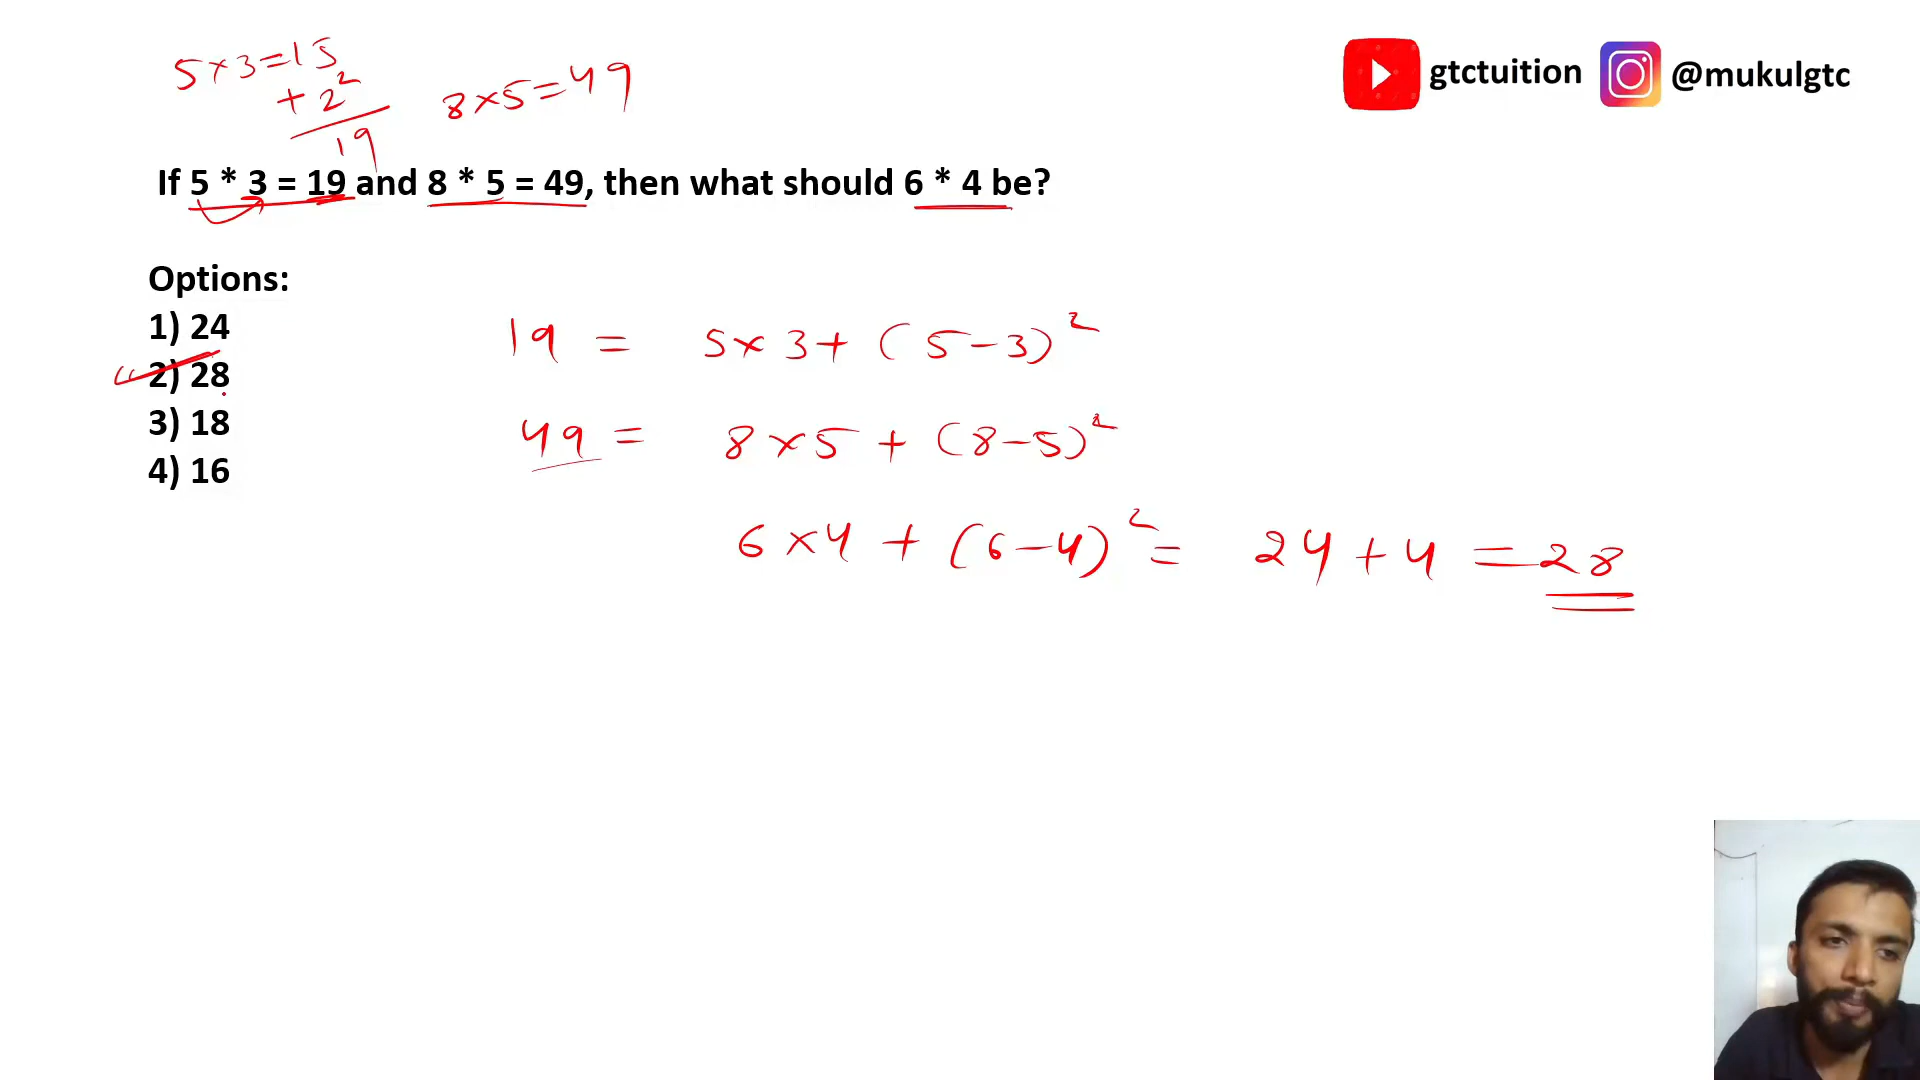 5×3=15
+2²
19
8×5=49
gtctuition
@mukulgtc
If 5 * 3 = 19 and 8 * 5 = 49, then what should 6 * 4 be?
Options:
1) 24
2) 28
3) 18
4) 16
19 = 5×3+(5-3)²
49 = 8×5+(8-5)²
6×4+(6-4)²= 24+4=28